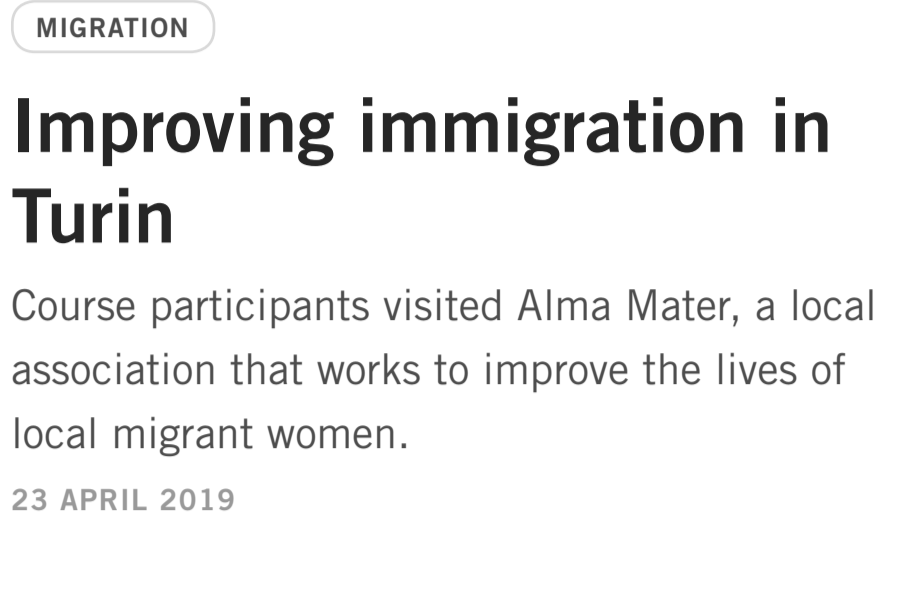 MIGRATION
Improving immigration in
Turin
Course participants visited Alma Mater, a local
association that works to improve the lives of
local migrant women.
23 APRIL 2019